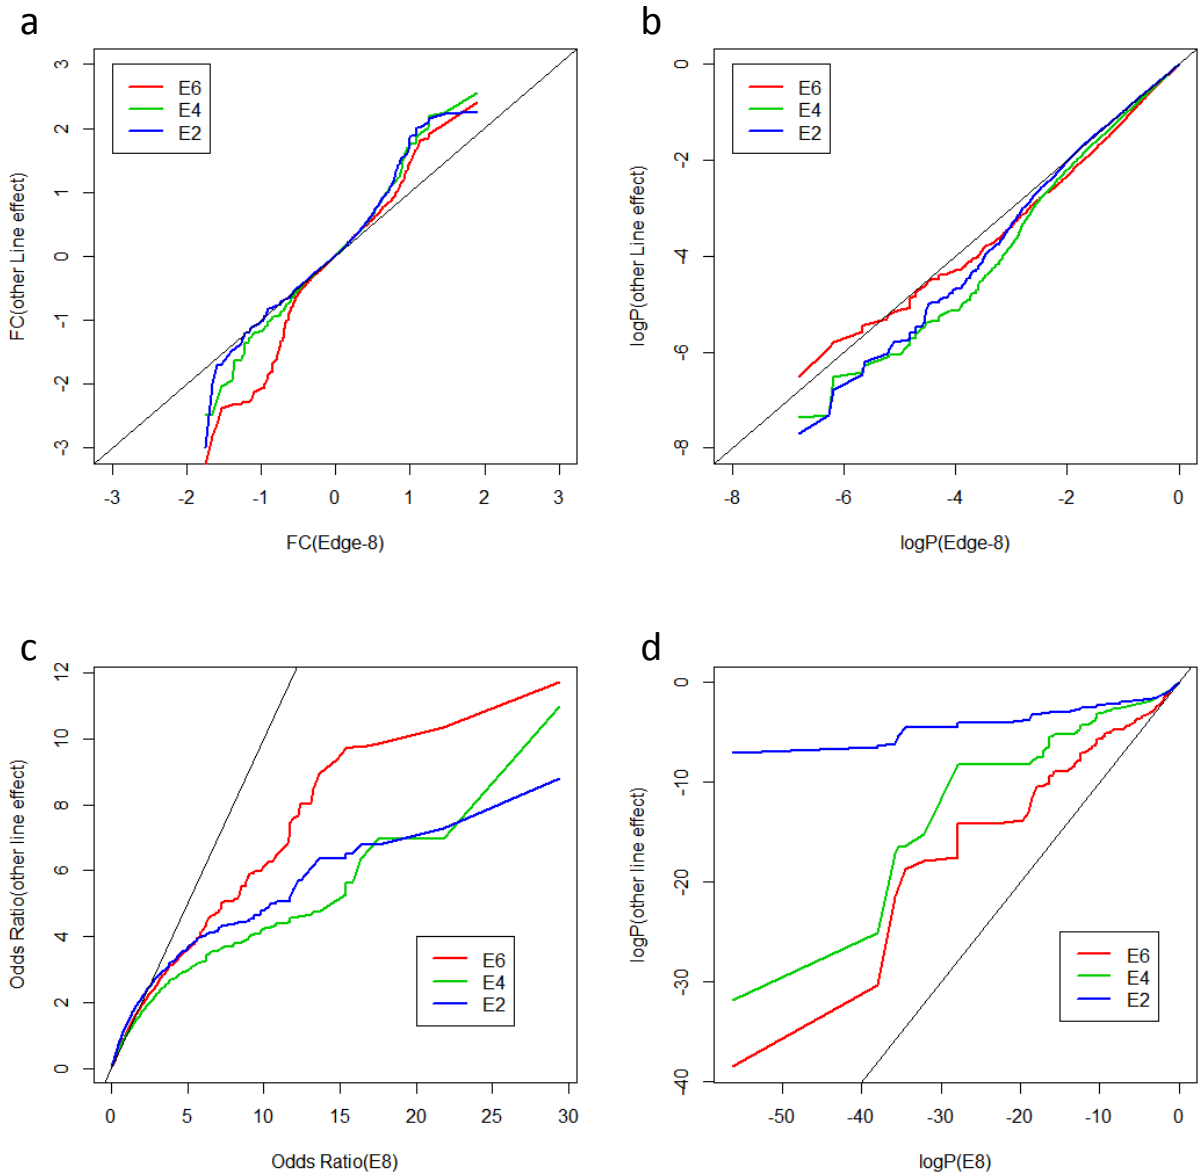 a
3
2
1
0
-1
-2
-3
FC(other Line effect)
E6
E4
E2
-3 -2 -1 0 1 2 3
FC(Edge-8)
b
0
-2
-4
-6
-8
logP(other Line effect)
E6
E4
E2
-8 -6 -4 -2 0
logP(Edge-8)
c
12
10
8
6
4
2
0
Odds Ratio(other line effect)
E6
E4
E2
0 5 10 15 20 25 30
Odds Ratio(E8)
d
0
-10
-20
-30
-40
logP(other line effect)
E6
E4
E2
-50 -40 -30 -20 -10 0
logP(E8)